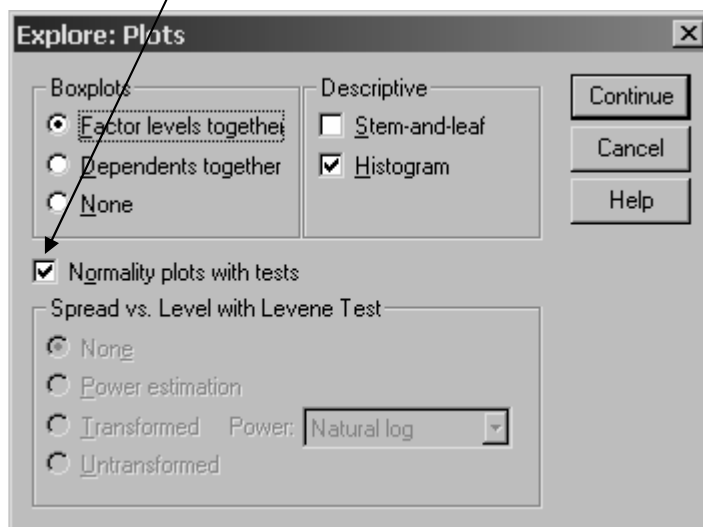 Explore: Plots
Boxplots
Factor levels together
Dependents together
None
Descriptive
Stem-and-leaf
Histogram
Continue
Cancel
Help
Normality plots with tests
Spread vs. Level with Levene Test
None
Power estimation
Transformed Power: Natural log
Untransformed